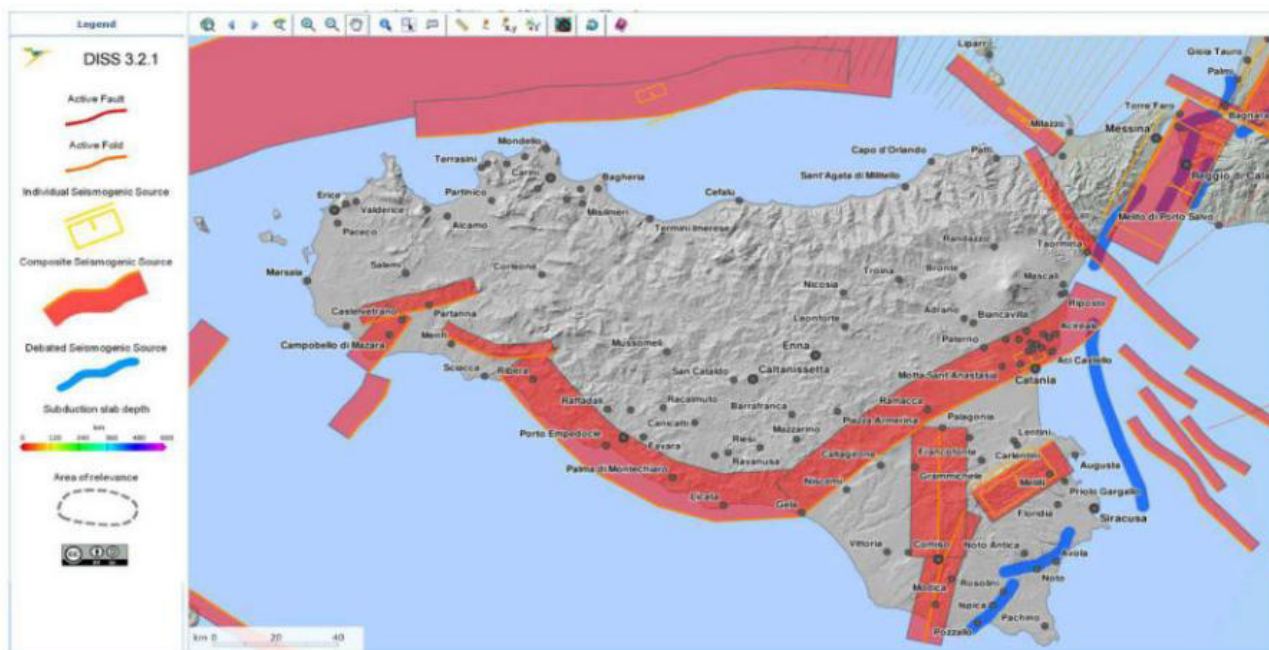 Legend
DISS 3.2.1
Active Fault
Active Fold
Individual Seismogenic Source
Composite Seismogenic Source
Debated Seismogenic Source
Subduction slab depth
km
0 120 240 360 480 600
Area of relevance
cc
km 0 20 40
Lipari
Gioia Tauro
Palmi
Torre Faro
Messina
Milazzo
Mondello
Terrasini
Carini
Capo d'Orlando
Patti
Bagheria
Sant'Agata di Militello
Erice
Partinico
Cefalu
Valderice
Misilmeri
Melito di Porto Salvo
Paceco
Alcamo
Termini Imerese
Randazzo
Taormina
Marsala
Salemi
Corleone
Troina
Bronte
Mascali
Nicosia
Castelvetrano
Partanna
Adrano
Biancavilla
Riposto
Leonforte
Acireale
Campobello di Mazara
Menfi
Mussomeli
Enna
Paterno
Aci Castello
Sciacca
Ribera
San Cataldo
Caltanissetta
Motta Sant'Anastasia
Catania
Raffadali
Racalmuto
Barrafranca
Ramacca
Canicatti
Mazzarino
Piazza Armerina
Palagonia
Porto Empedocle
Favara
Riesi
Lentini
Ravanusa
Caltagirone
Francofonte
Carlentini
Palma di Montechiaro
Grammichele
Augusta
Niscemi
Melilli
Priolo Gargallo
Licata
Gela
Floridia
Siracusa
Vittoria
Comiso
Noto Antica
Avola
Modica
Rosolini
Noto
Ispica
Pozzallo
Pachino